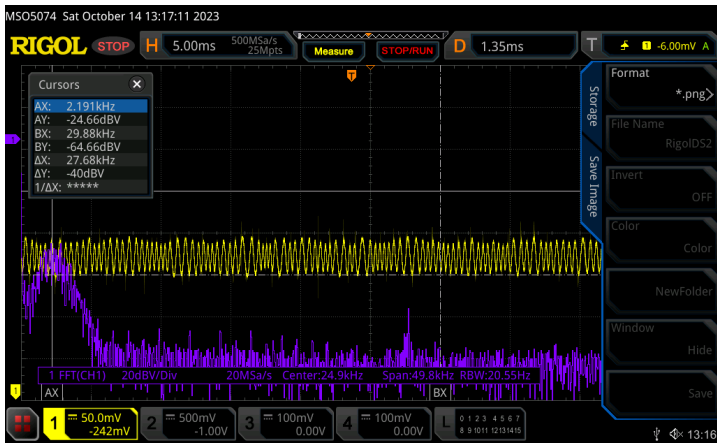 MSO5074 Sat October 14 13:17:11 2023
RIGOL STOP H 5.00ms 500MSa/s 25Mpts Measure STOP/RUN D 1.35ms T 1 -6.00mV A
T
Cursors
AX: 2.191kHz
AY: -24.66dBV
BX: 29.88kHz
BY: -64.66dBV
ΔX: 27.68kHz
ΔY: -40dBV
1/ΔX: *****
1
Storage
Save Image
Format
*.png
File Name
RigolDS2
Invert
OFF
Color
Color
NewFolder
Window
Hide
Save
1 FFT(CH1) 20dBV/Div 20MSa/s Center:24.9kHz Span:49.8kHz RBW:20.55Hz
1 AX BX
1 50.0mV -242mV
2 500mV -1.00V
3 100mV 0.00V
4 100mV 0.00V
L 0 1 2 3 4 5 6 7
8 9 10 11 12 13 14 15
13:16